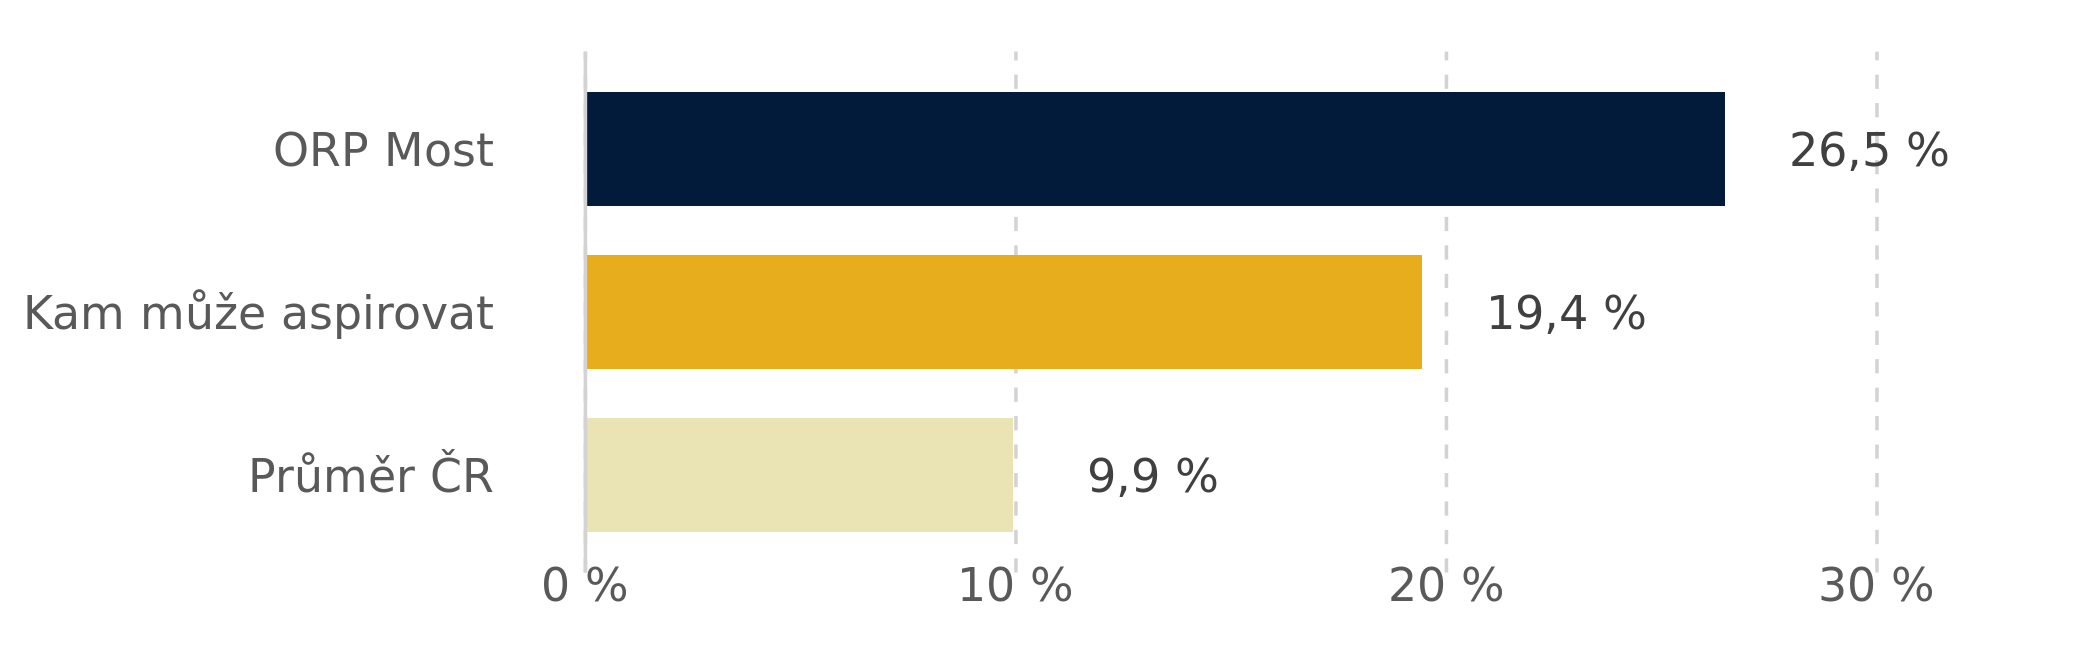 ORP Most
26,5 %
Kam může aspirovat
19,4 %
Průměr ČR
9,9 %
0 %
10 %
20 %
30 %